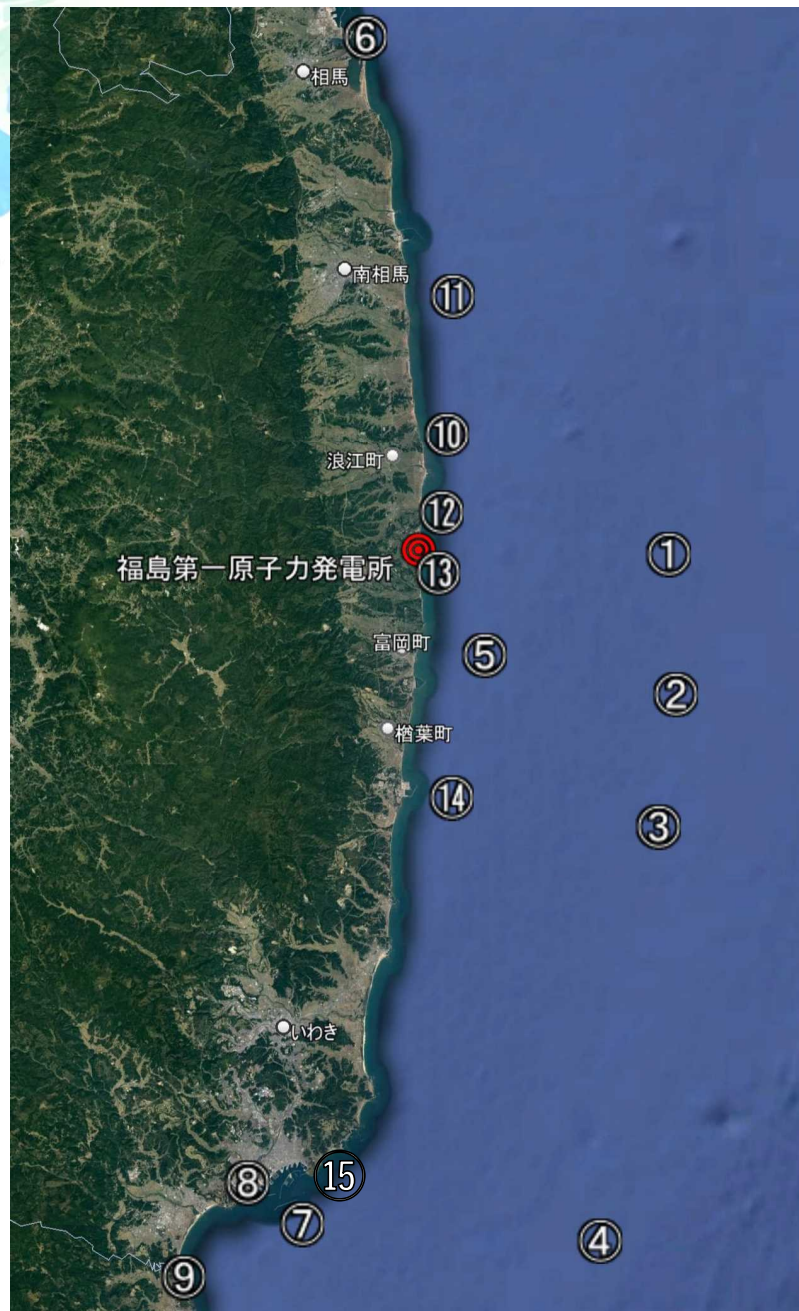 ⑥
相馬
南相馬
⑪
⑩
浪江町
⑫
①
福島第一原子力発電所
⑬
富岡町
⑤
②
楢葉町
⑭
③
いわき
⑮
⑧
⑦
④
⑨